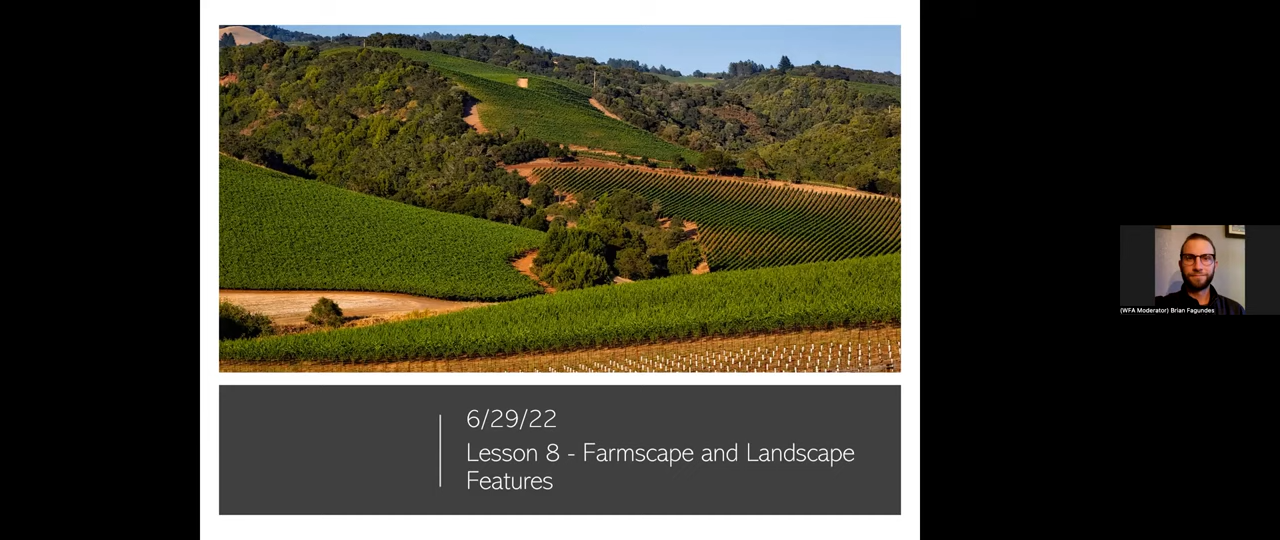 6/29/22
Lesson 8 - Farmscape and Landscape
Features
(WFA Moderator) Brian Fagundes